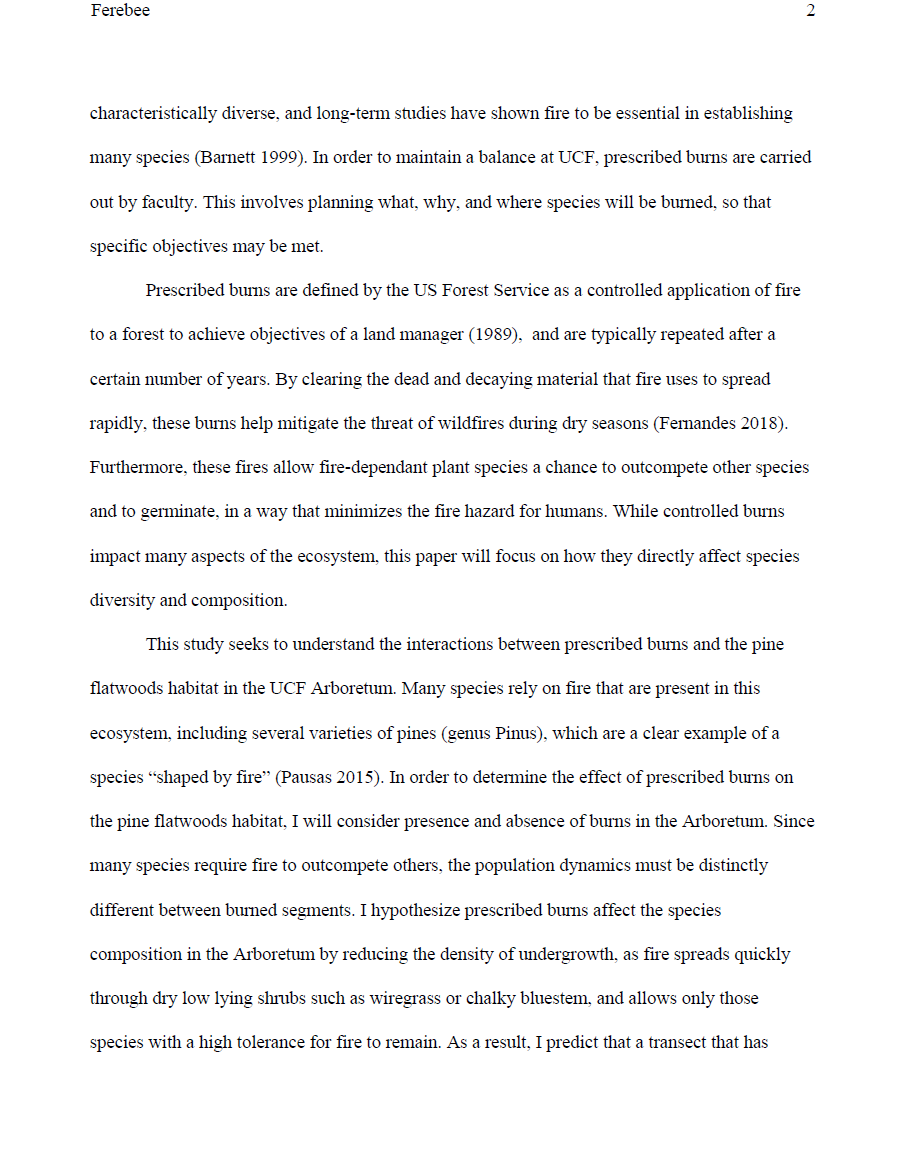 Ferebee 2
characteristically diverse, and long-term studies have shown fire to be essential in establishing
many species (Barnett 1999). In order to maintain a balance at UCF, prescribed burns are carried
out by faculty. This involves planning what, why, and where species will be burned, so that
specific objectives may be met.
Prescribed burns are defined by the US Forest Service as a controlled application of fire
to a forest to achieve objectives of a land manager (1989),  and are typically repeated after a
certain number of years. By clearing the dead and decaying material that fire uses to spread
rapidly, these burns help mitigate the threat of wildfires during dry seasons (Fernandes 2018).
Furthermore, these fires allow fire-dependant plant species a chance to outcompete other species
and to germinate, in a way that minimizes the fire hazard for humans. While controlled burns
impact many aspects of the ecosystem, this paper will focus on how they directly affect species
diversity and composition.
This study seeks to understand the interactions between prescribed burns and the pine
flatwoods habitat in the UCF Arboretum. Many species rely on fire that are present in this
ecosystem, including several varieties of pines (genus Pinus), which are a clear example of a
species “shaped by fire” (Pausas 2015). In order to determine the effect of prescribed burns on
the pine flatwoods habitat, I will consider presence and absence of burns in the Arboretum. Since
many species require fire to outcompete others, the population dynamics must be distinctly
different between burned segments. I hypothesize prescribed burns affect the species
composition in the Arboretum by reducing the density of undergrowth, as fire spreads quickly
through dry low lying shrubs such as wiregrass or chalky bluestem, and allows only those
species with a high tolerance for fire to remain. As a result, I predict that a transect that has